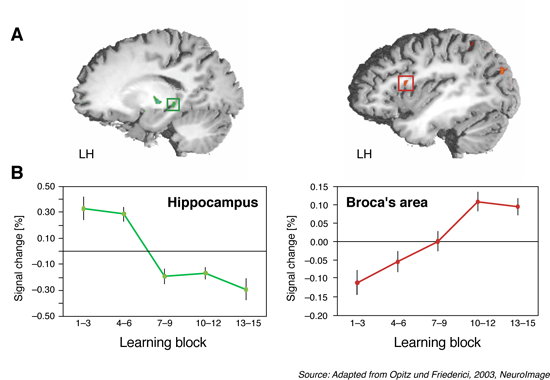 A
LH
LH
B
Hippocampus
Signal change [%]
0.50
0.30
0.10
–0.10
–0.30
–0.50
1–3
4–6
7–9
10–12
13–15
Learning block
Broca's area
Signal change [%]
0.15
0.10
0.05
0.00
–0.05
–0.10
–0.15
–0.20
1–3
4–6
7–9
10–12
13–15
Learning block
Source: Adapted from Opitz und Friederici, 2003, NeuroImage